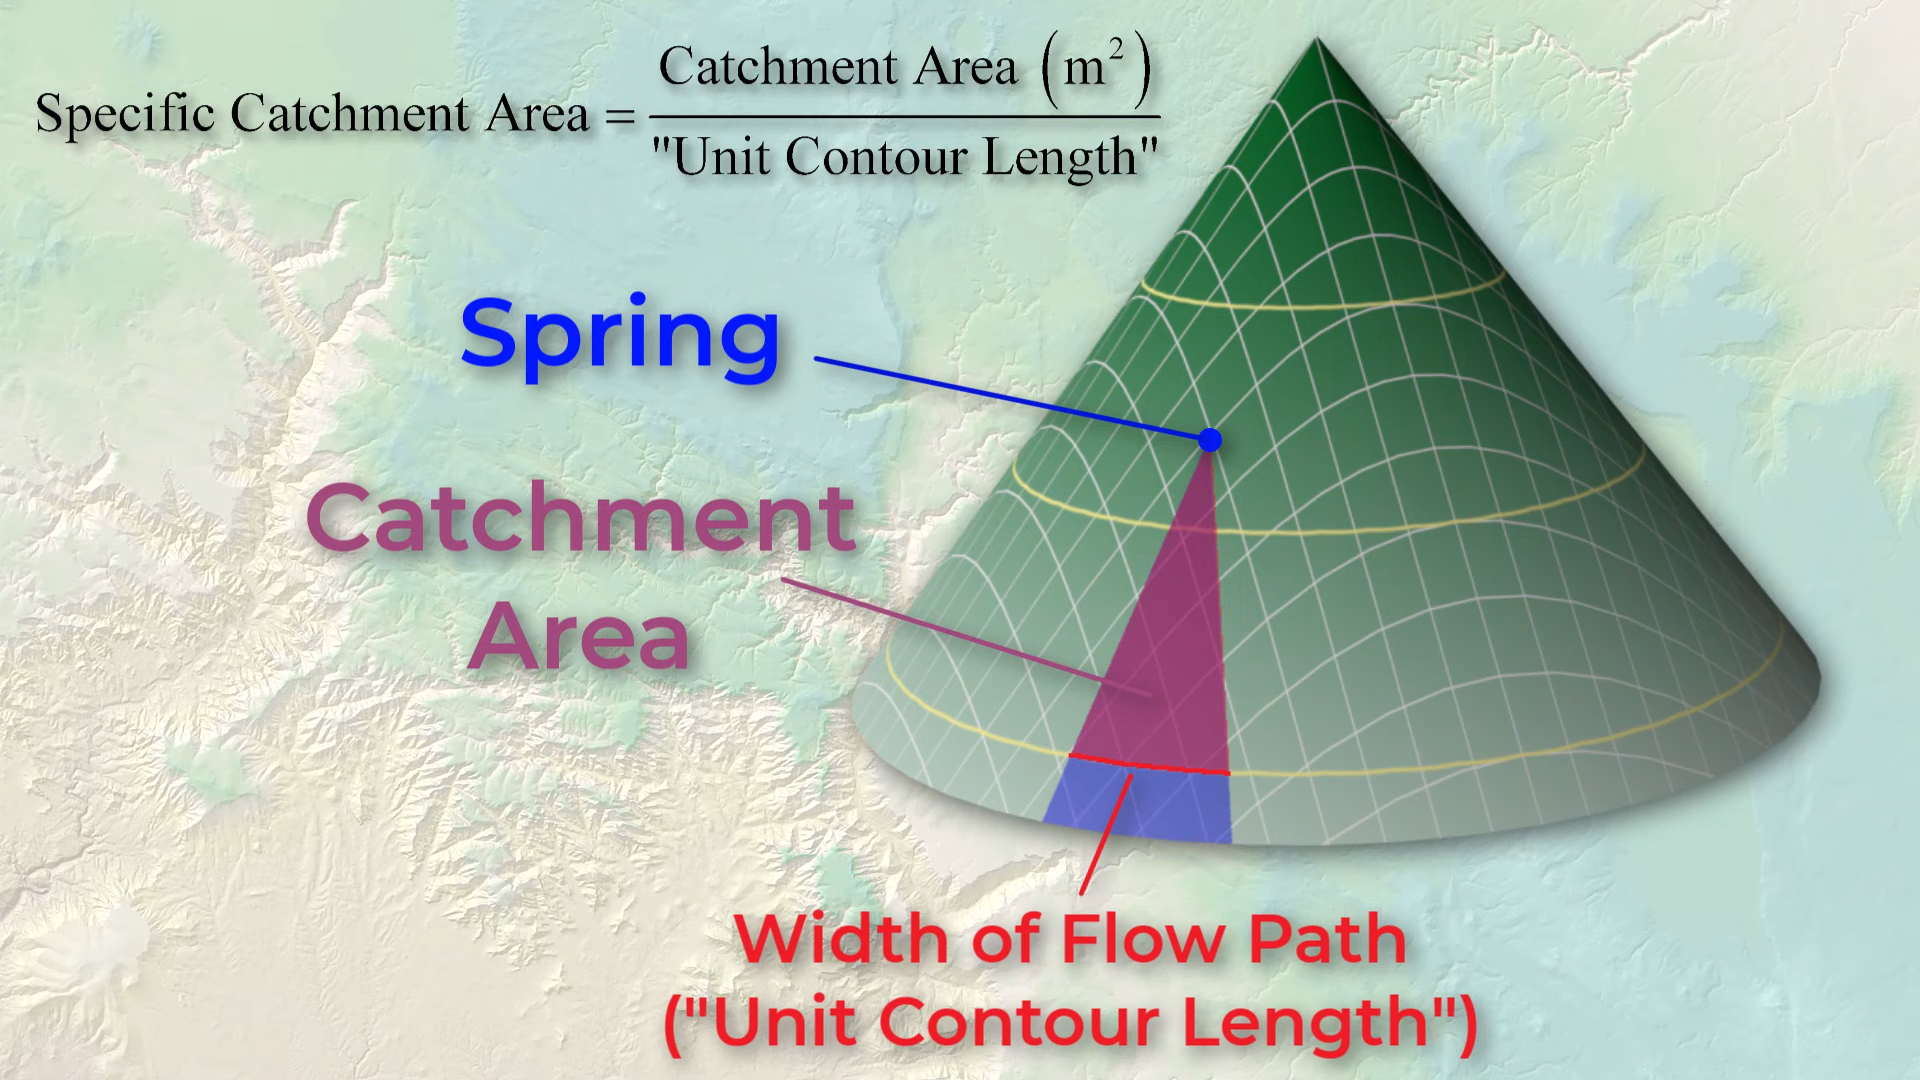 Specific Catchment Area = Catchment Area (m²) / "Unit Contour Length"
Spring
Catchment
Area
Width of Flow Path
("Unit Contour Length")